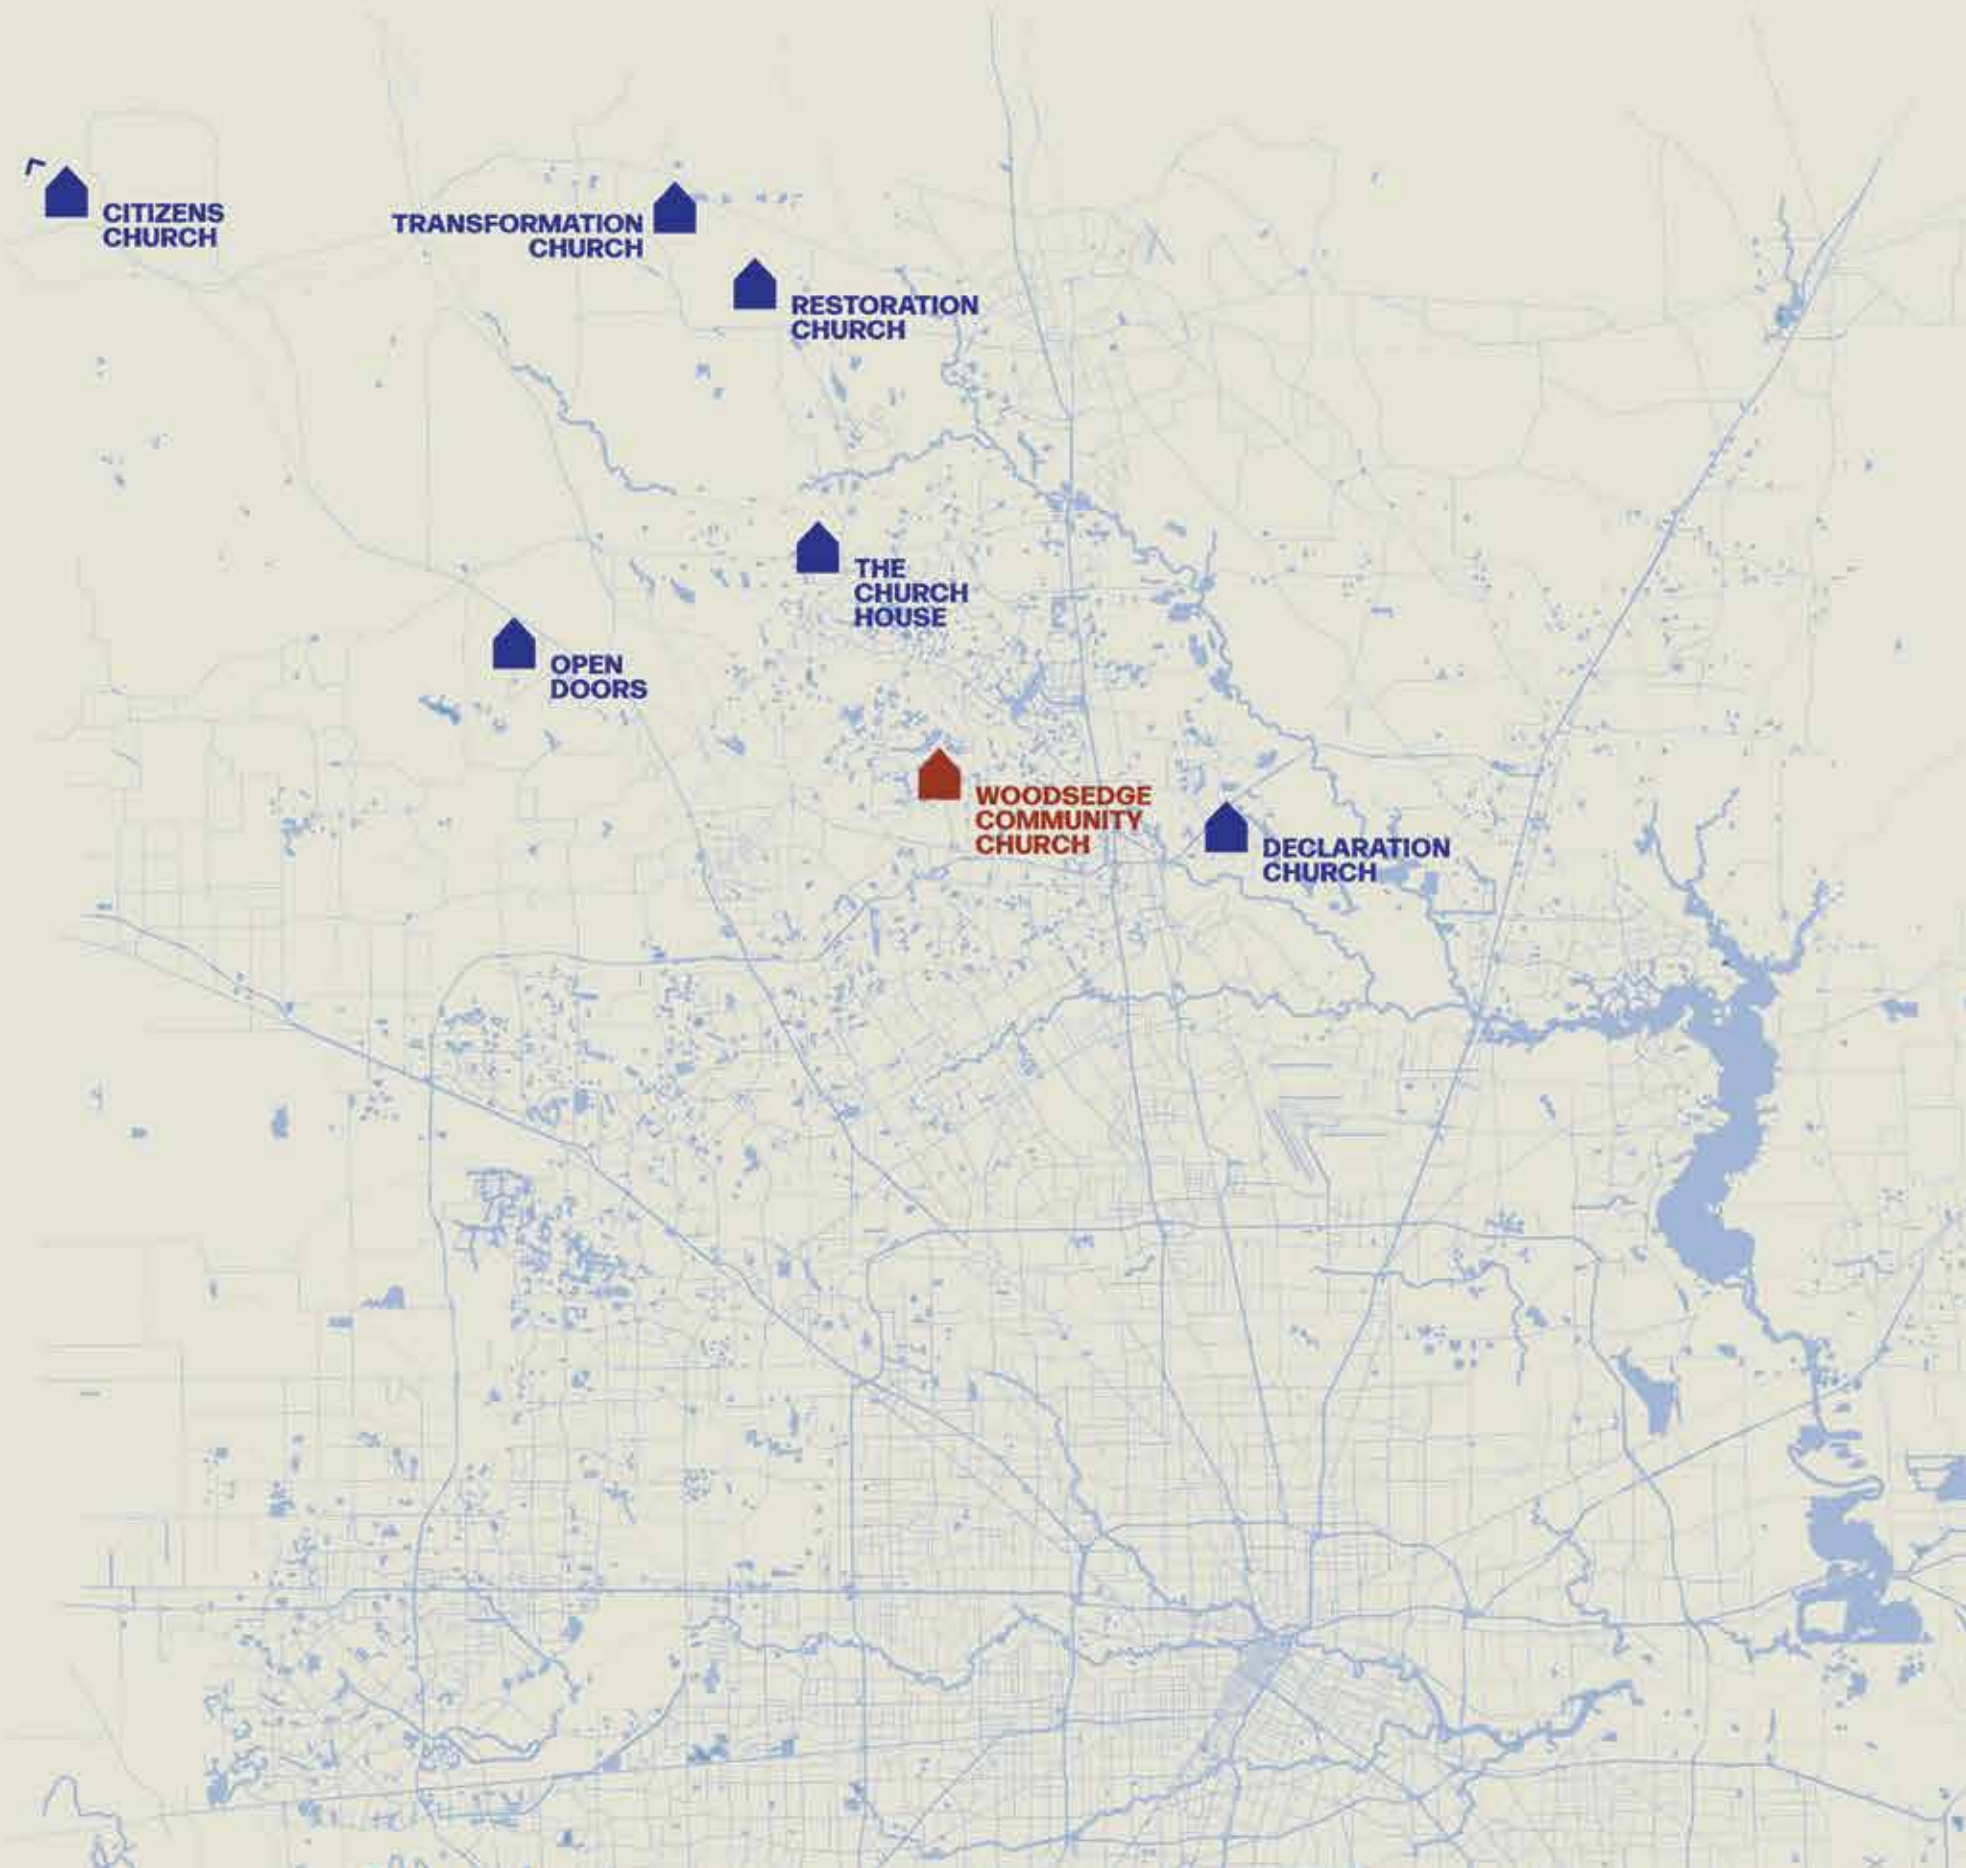 CITIZENS
CHURCH
TRANSFORMATION
CHURCH
RESTORATION
CHURCH
THE
CHURCH
HOUSE
OPEN
DOORS
WOODSEDGE
COMMUNITY
CHURCH
DECLARATION
CHURCH